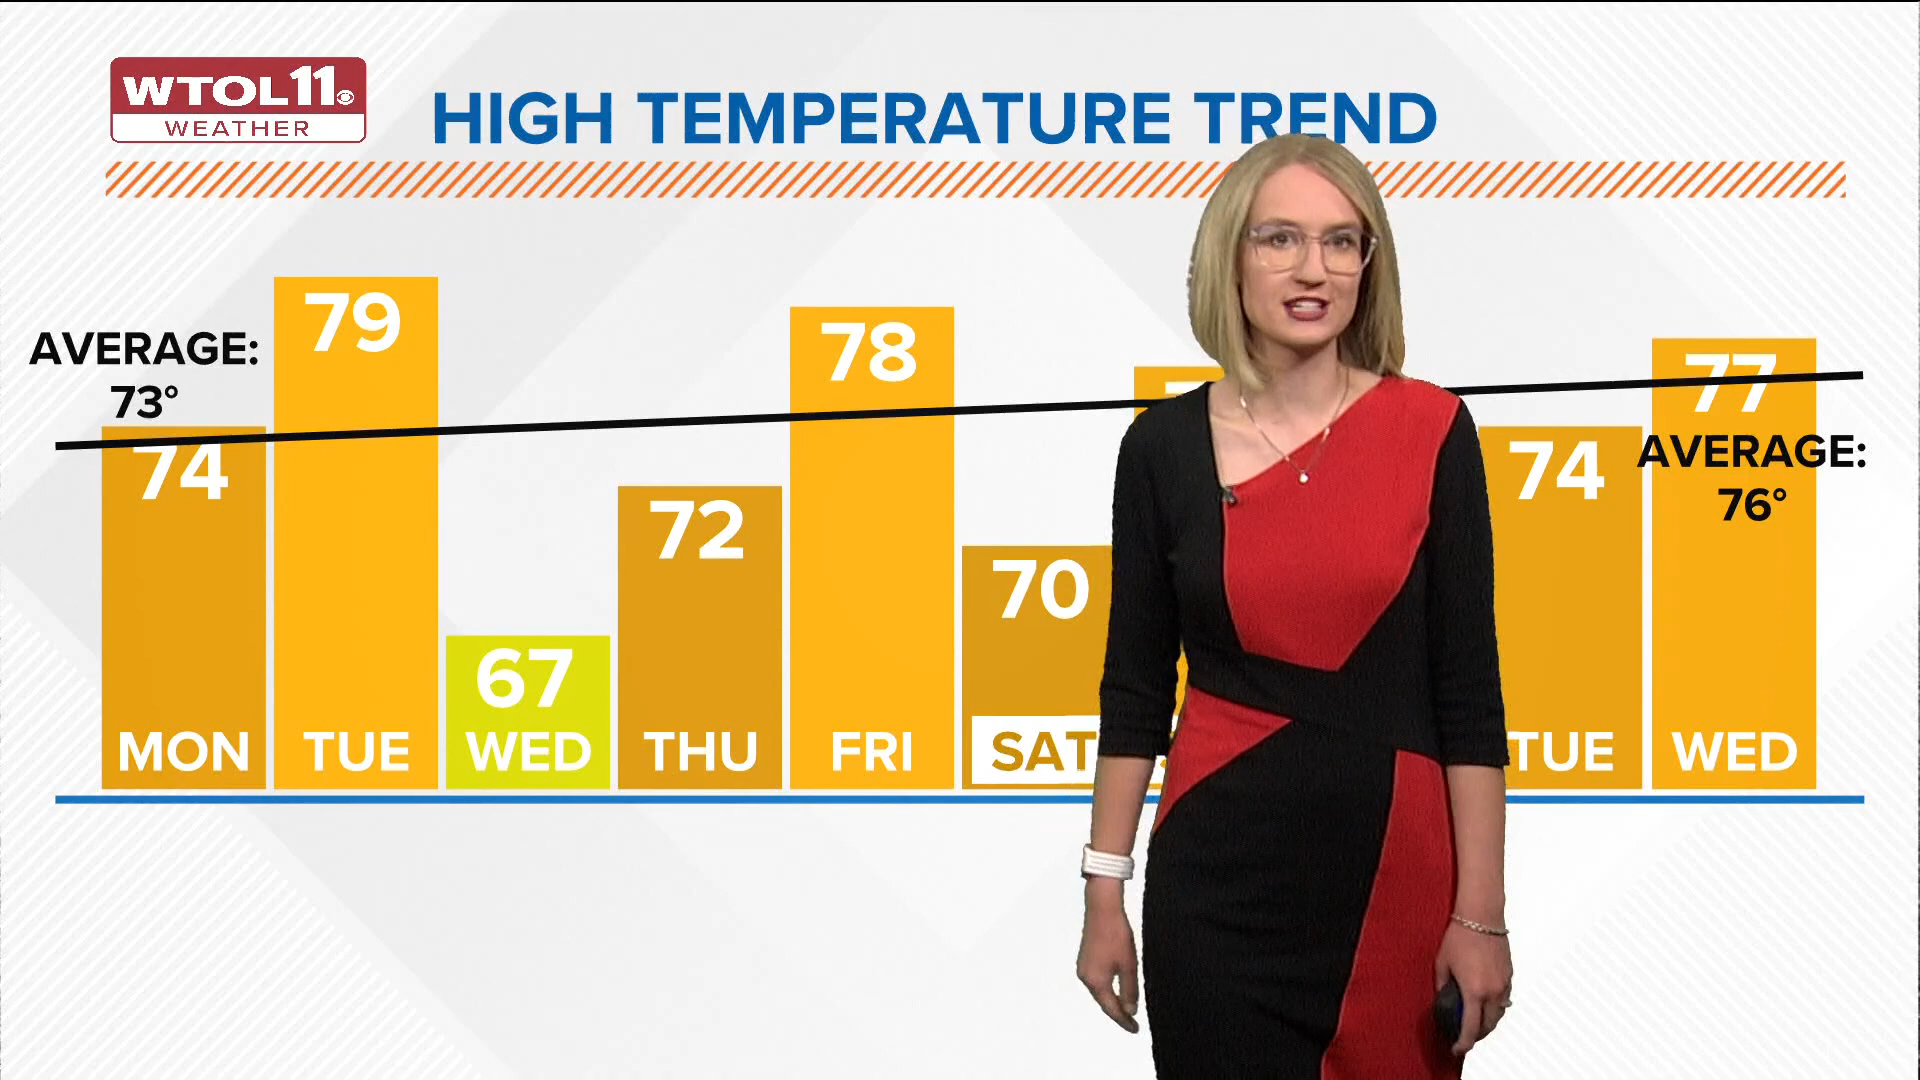 WTOL11
WEATHER
HIGH TEMPERATURE TREND
AVERAGE:
73°
74
79
67
72
78
70
74
77
AVERAGE:
76°
MON
TUE
WED
THU
FRI
SAT
TUE
WED